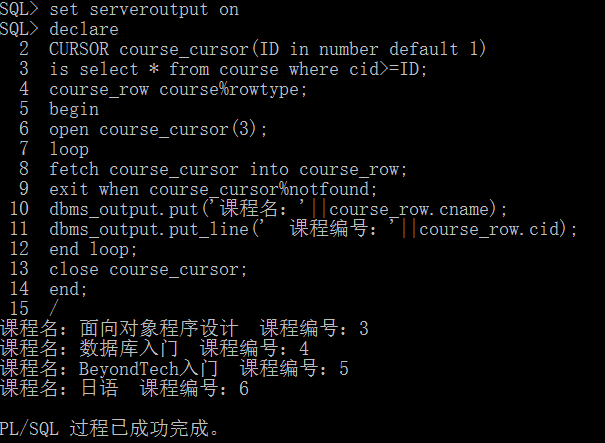 SQL> set serveroutput on
SQL> declare
2 CURSOR course_cursor(ID in number default 1)
3 is select * from course where cid>=ID;
4 course_row course%rowtype;
5 begin
6 open course_cursor(3);
7 loop
8 fetch course_cursor into course_row;
9 exit when course_cursor%notfound;
10 dbms_output.put('课程名：'||course_row.cname);
11 dbms_output.put_line('  课程编号：'||course_row.cid);
12 end loop;
13 close course_cursor;
14 end;
15 /
课程名：面向对象程序设计  课程编号：3
课程名：数据库入门  课程编号：4
课程名：BeyondTech入门  课程编号：5
课程名：日语  课程编号：6
PL/SQL 过程已成功完成。